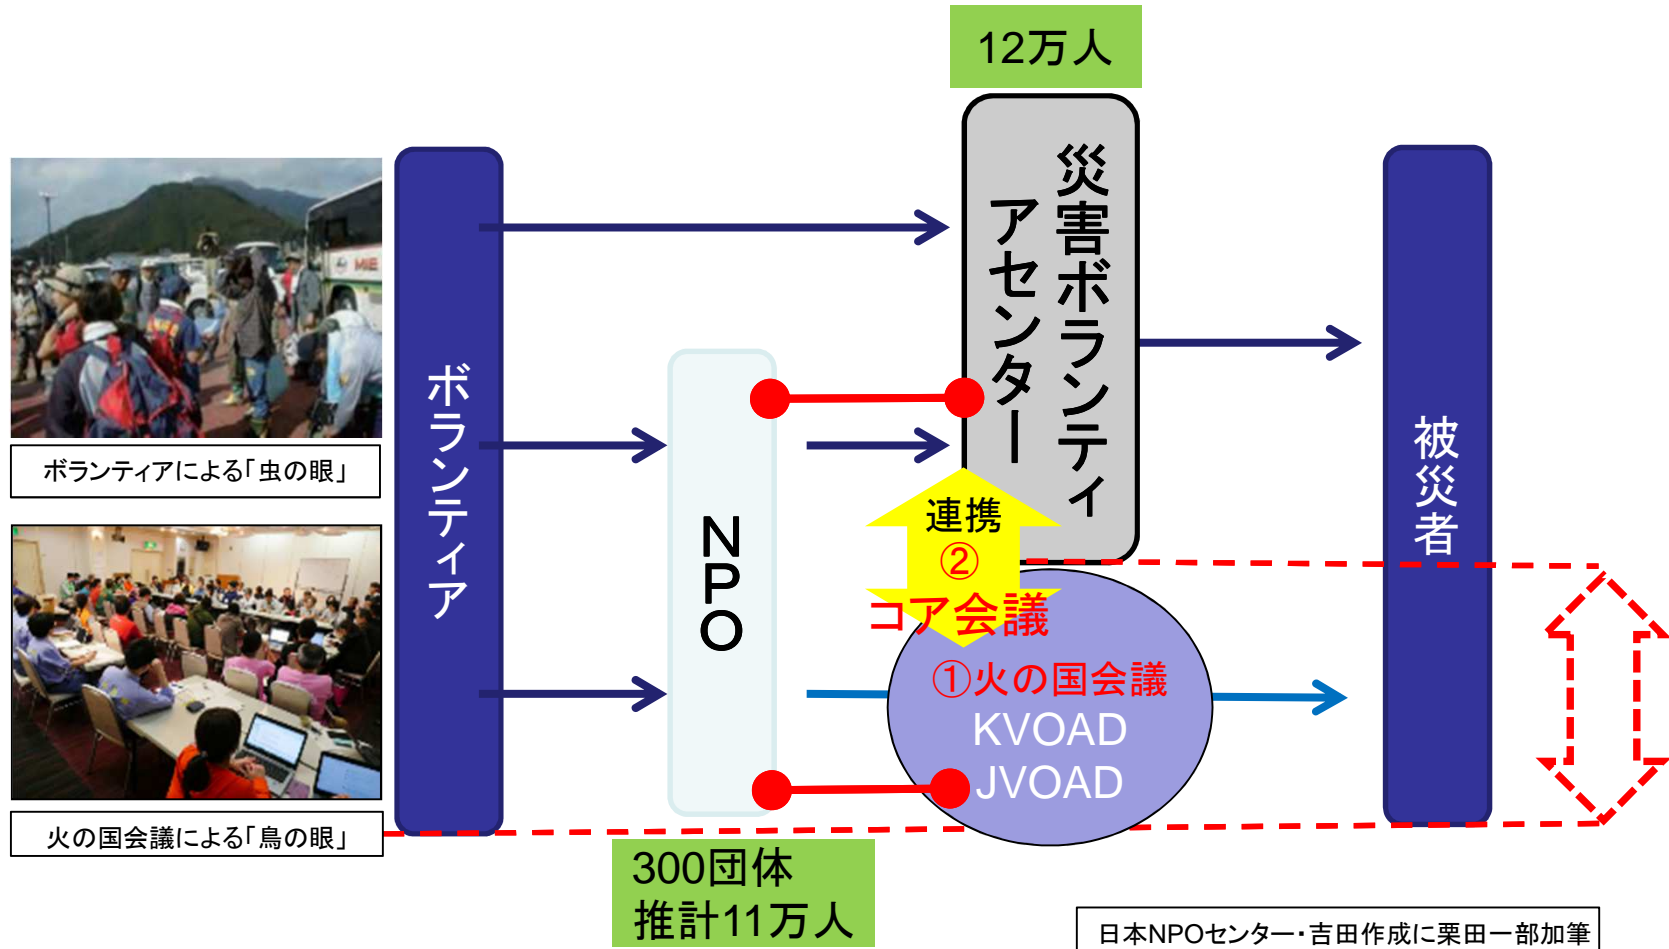 12万人
災害ボランティ
アセンター
MIE
ボランティアによる「虫の眼」
ボランティア
NPO
連携
②
コア会議
①火の国会議
KVOAD
JVOAD
被災者
火の国会議による「鳥の眼」
300団体
推計11万人
日本NPOセンター・吉田作成に栗田一部加筆